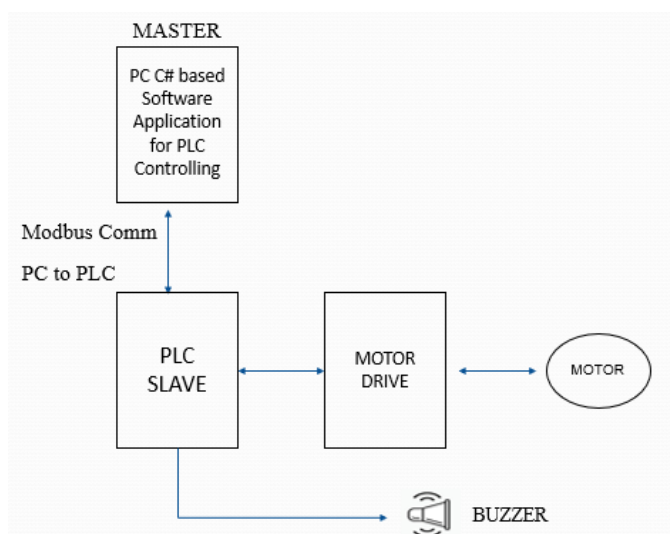 MASTER
PC C# based
Software
Application
for PLC
Controlling
Modbus Comm
PC to PLC
PLC
SLAVE
MOTOR
DRIVE
MOTOR
BUZZER